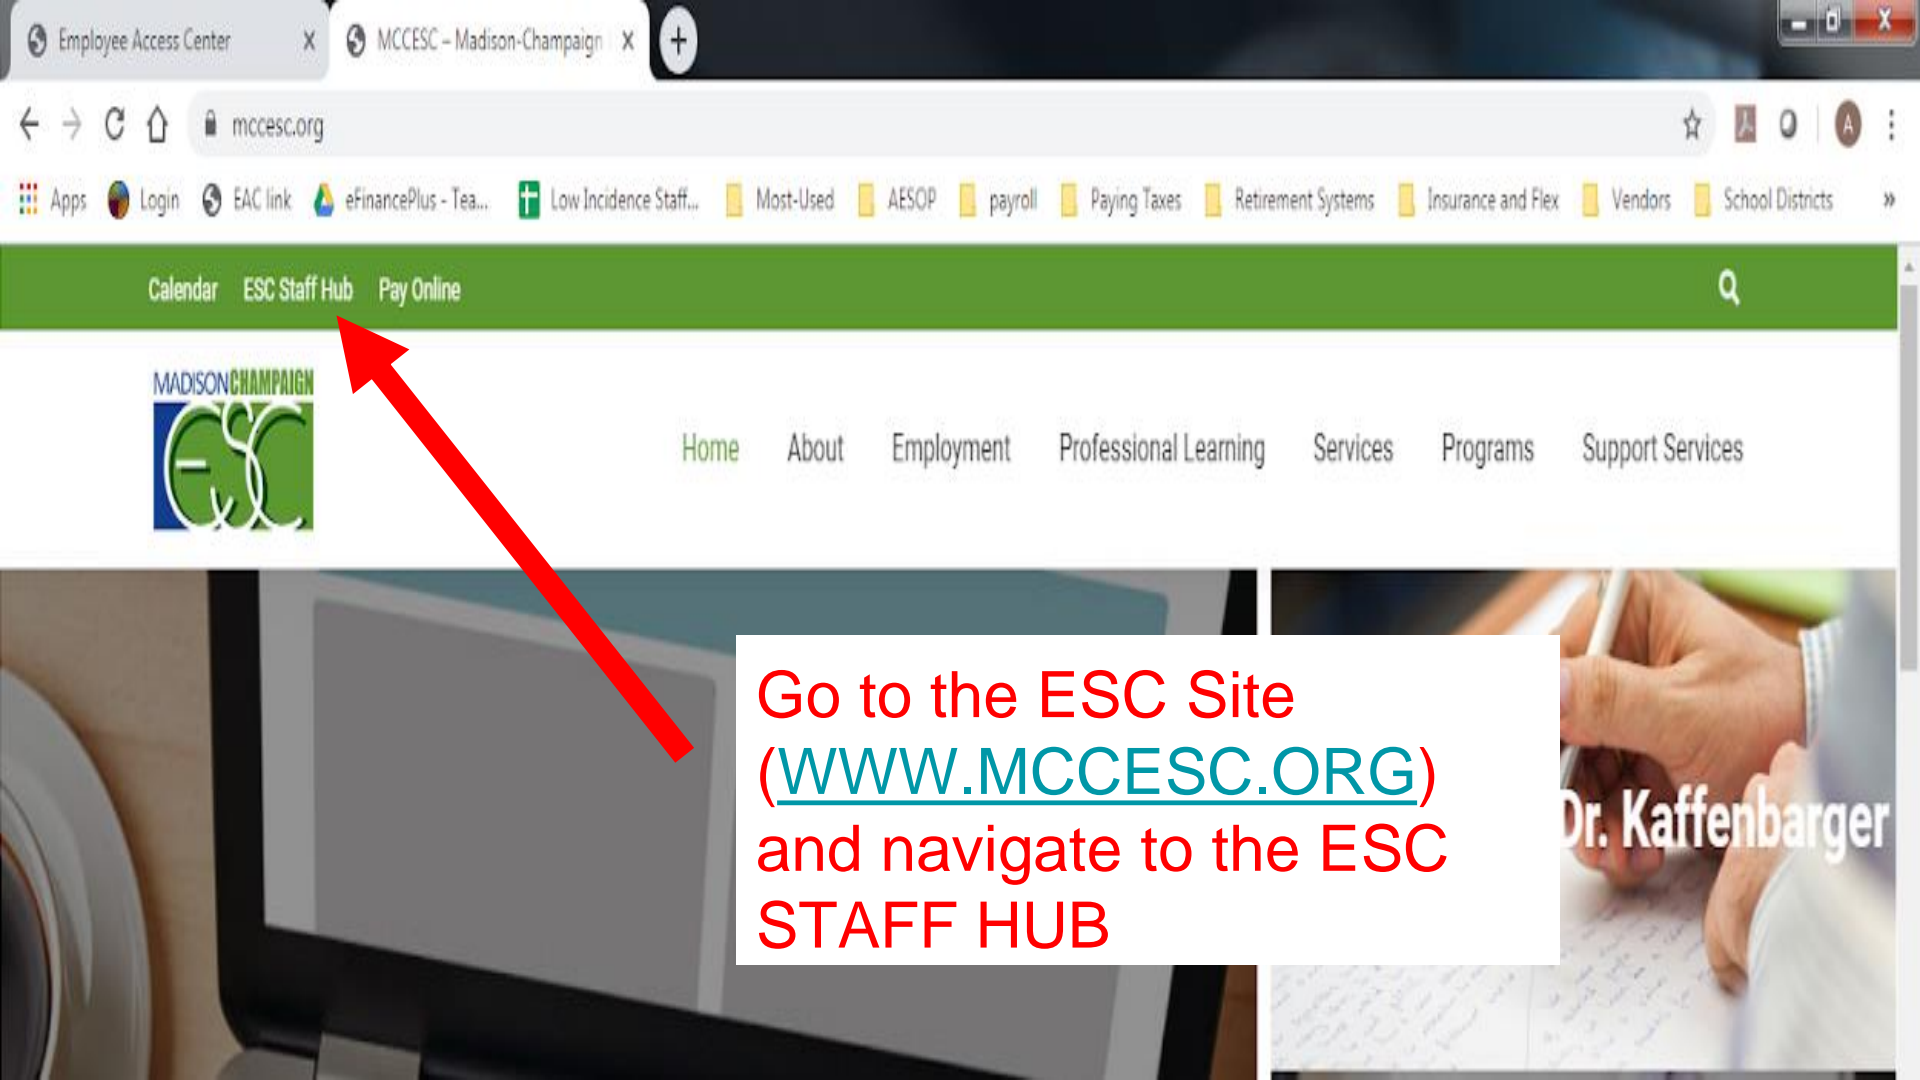 Employee Access Center
MCCESC – Madison-Champaign
mccesc.org
A
Apps Login EAC link eFinancePlus - Tea... Low Incidence Staff... Most-Used AESOP payroll Paying Taxes Retirement Systems Insurance and Flex Vendors School Districts »
Calendar ESC Staff Hub Pay Online
MADISONCHAMPAIGN
ESC
Home About Employment Professional Learning Services Programs Support Services
Go to the ESC Site
(WWW.MCCESC.ORG)
and navigate to the ESC
STAFF HUB
Dr. Kaffenbarger